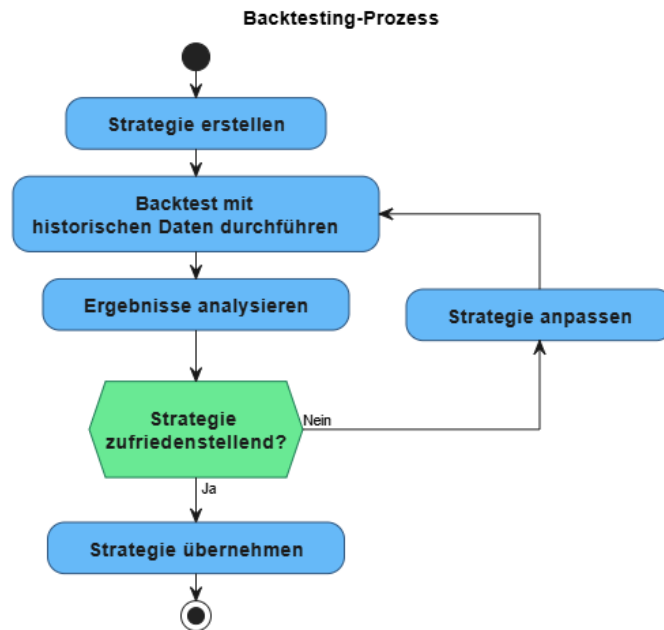 Backtesting-Prozess
Strategie erstellen
Backtest mit
historischen Daten durchführen
Ergebnisse analysieren
Strategie anpassen
Strategie
zufriedenstellend?
Nein
Ja
Strategie übernehmen